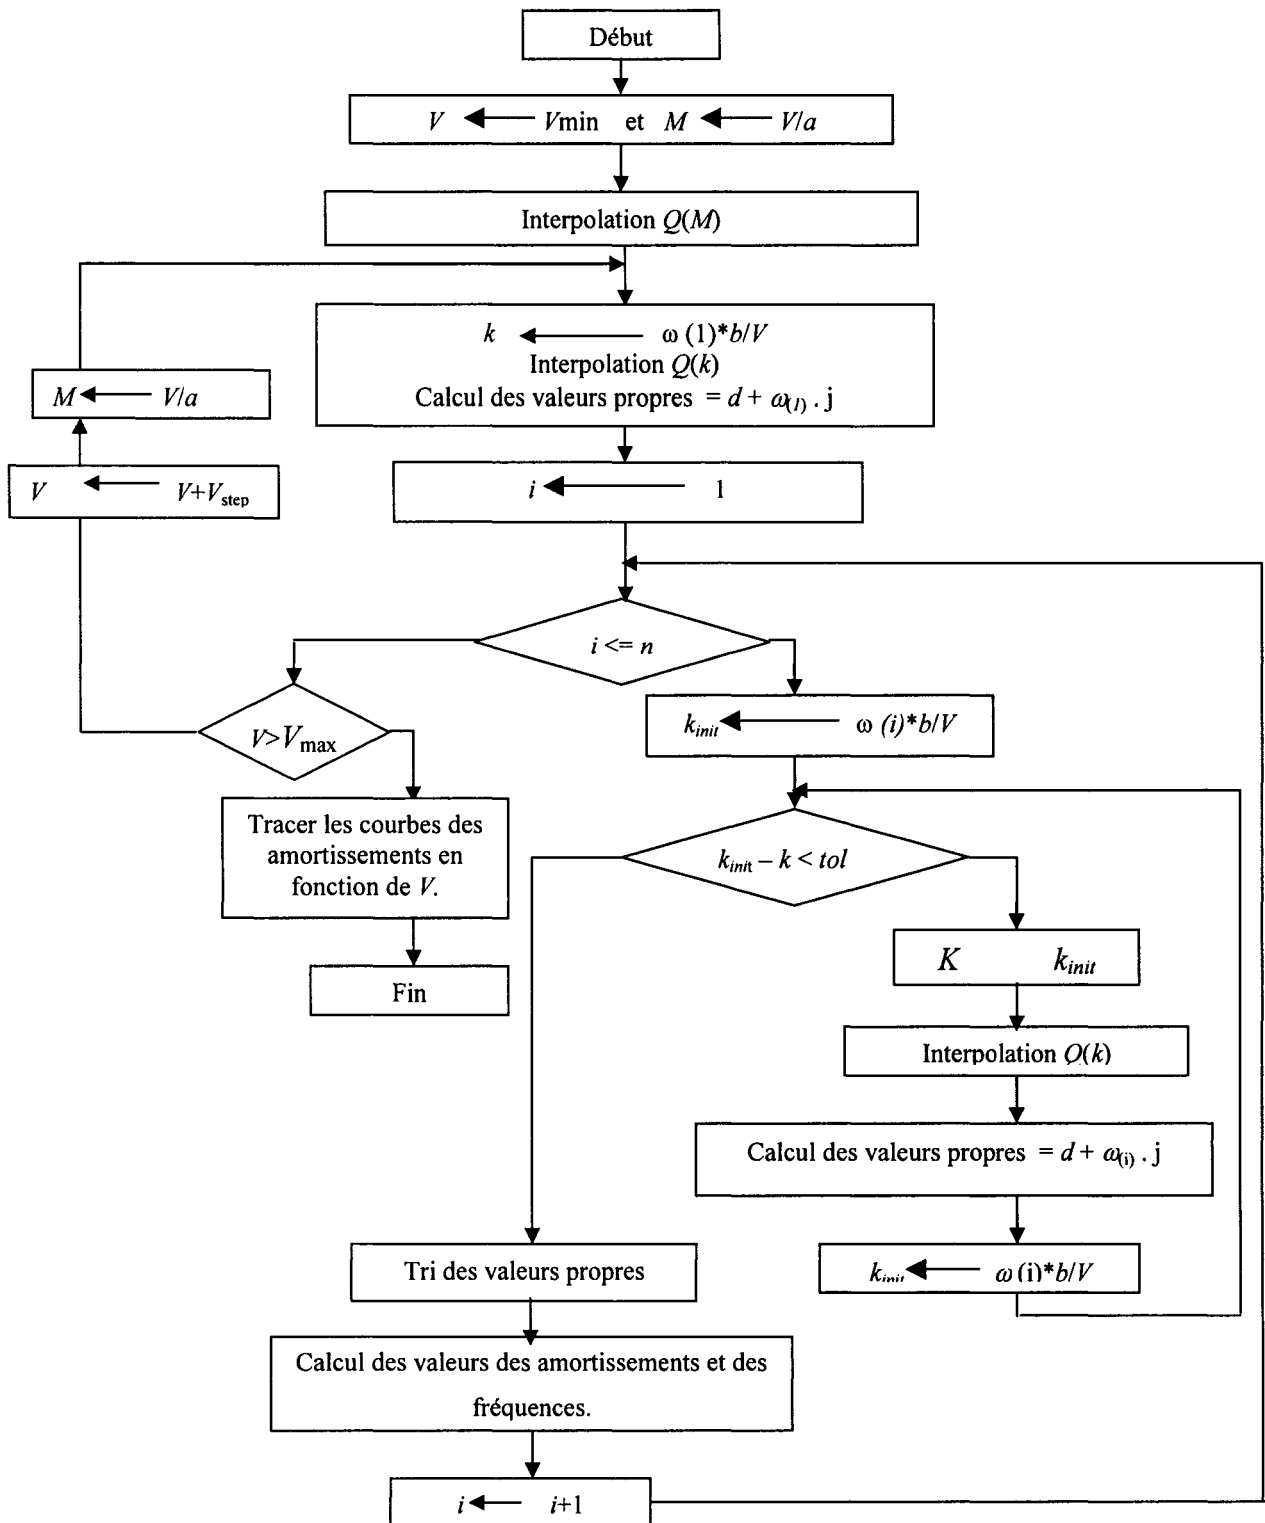 Début
V ← Vmin et M ← V/a
Interpolation Q(M)
k ← ω (1)*b/V
Interpolation Q(k)
Calcul des valeurs propres = d + ω(1) . j
M ← V/a
V ← V+Vstep
i ← 1
i <= n
V>Vmax
kinit ← ω (i)*b/V
Tracer les courbes des
amortissements en
fonction de V.
kinit – k < tol
Fin
K kinit
Interpolation Q(k)
Calcul des valeurs propres = d + ω(i) . j
kinit ← ω (i)*b/V
Tri des valeurs propres
Calcul des valeurs des amortissements et des
fréquences.
i ← i+1